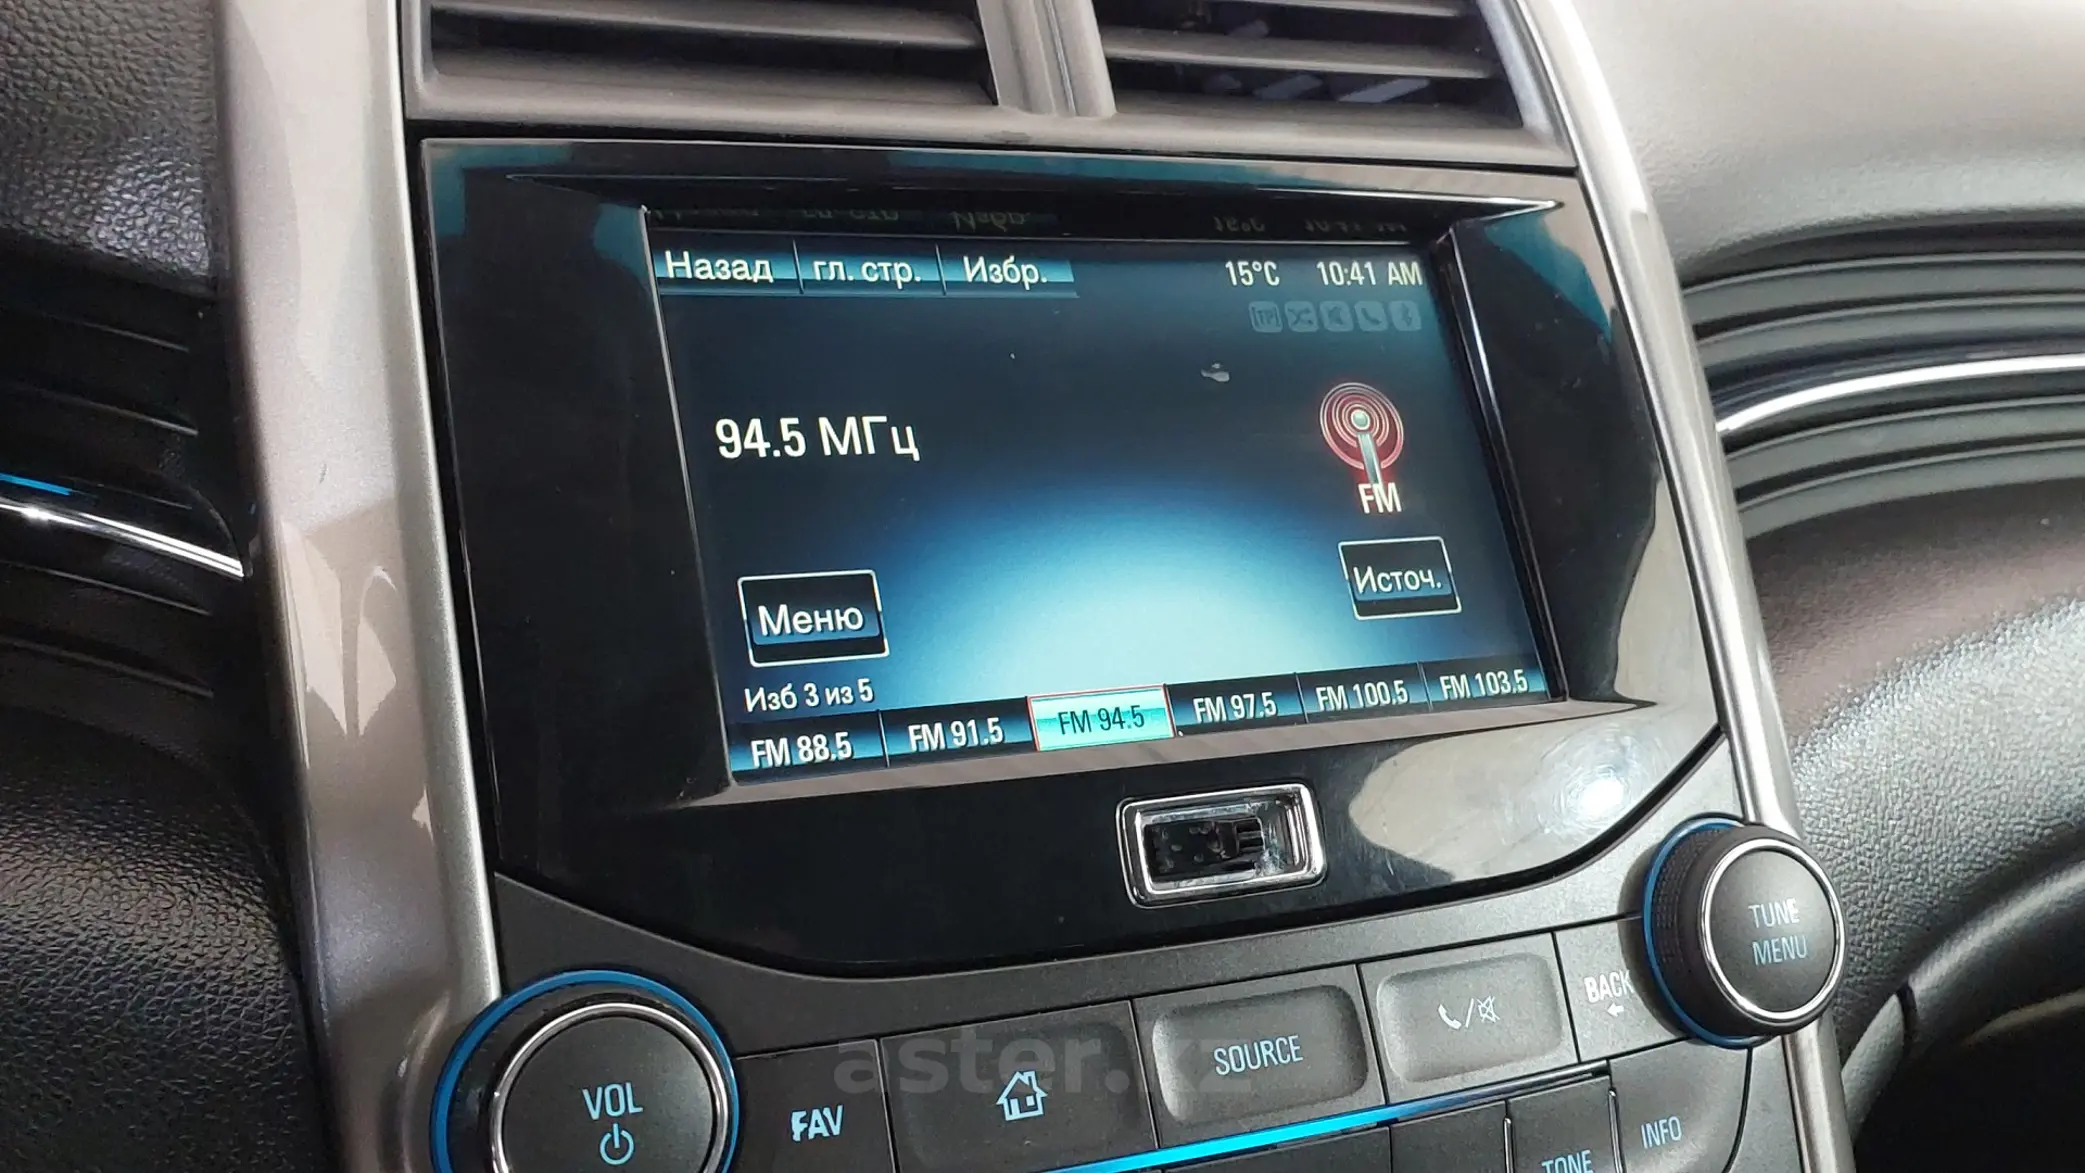 Назад гл. стр. Избр. 15°C 10:41 AM
TP
94.5 МГц
FM
Источ.
Меню
Изб 3 из 5
FM 88.5 FM 91.5 FM 94.5 FM 97.5 FM 100.5 FM 103.5
TUNE
MENU
BACK
SOURCE
aster.kz
VOL
FAV
INFO
TONE